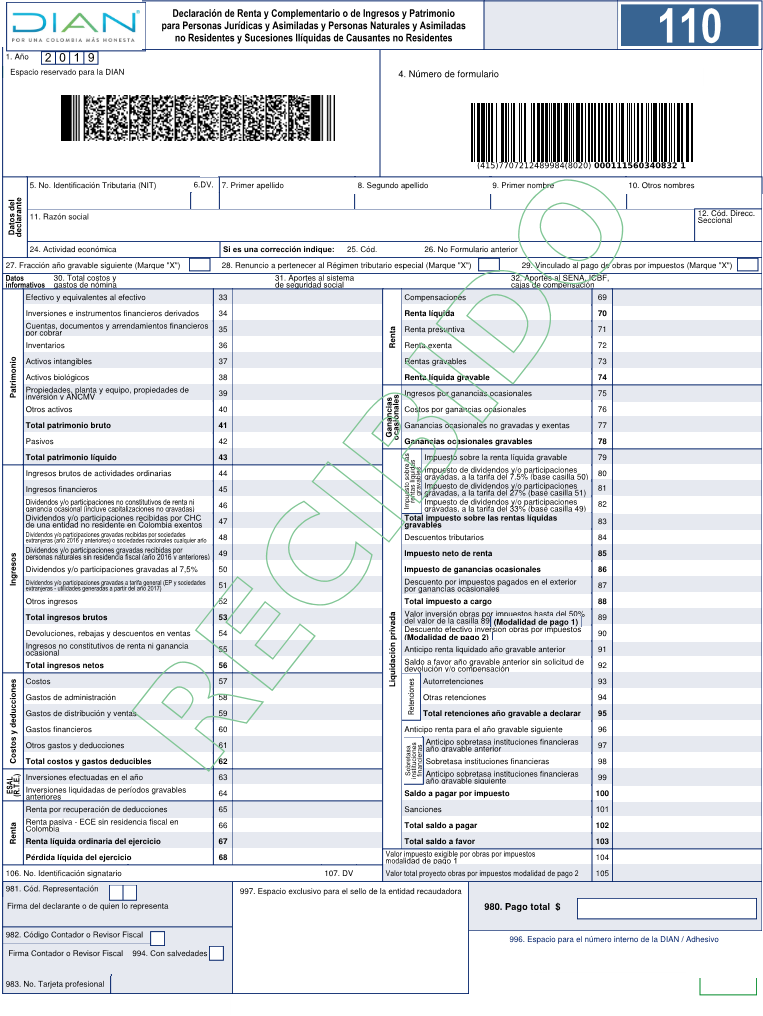 DIAN
POR UNA COLOMBIA MÁS HONESTA
Declaración de Renta y Complementario o de Ingresos y Patrimonio
para Personas Jurídicas y Asimiladas y Personas Naturales y Asimiladas
no Residentes y Sucesiones Ilíquidas de Causantes no Residentes
110
1. Año 2 0 1 9
Espacio reservado para la DIAN
4. Número de formulario
(415)7707212489984(8020) 000111560340832 1
Datos del declarante
5. No. Identificación Tributaria (NIT) 6.DV. 7. Primer apellido 8. Segundo apellido 9. Primer nombre 10. Otros nombres
11. Razón social
12. Cód. Direcc. Seccional
24. Actividad económica Si es una corrección indique: 25. Cód. 26. No Formulario anterior
27. Fracción año gravable siguiente (Marque "X") 28. Renuncio a pertenecer al Régimen tributario especial (Marque "X") 29. Vinculado al pago de obras por impuestos (Marque "X")
Datos informativos
30. Total costos y gastos de nómina
31. Aportes al sistema de seguridad social
32. Aportes al SENA, ICBF, cajas de compensación
Patrimonio
Efectivo y equivalentes al efectivo 33
Inversiones e instrumentos financieros derivados 34
Cuentas, documentos y arrendamientos financieros por cobrar 35
Inventarios 36
Activos intangibles 37
Activos biológicos 38
Propiedades, planta y equipo, propiedades de inversión y ANCMV 39
Otros activos 40
Total patrimonio bruto 41
Pasivos 42
Total patrimonio líquido 43
Ingresos
Ingresos brutos de actividades ordinarias 44
Ingresos financieros 45
Dividendos y/o participaciones no constitutivos de renta ni ganancia ocasional (incluye capitalizaciones no gravadas) 46
Dividendos y/o participaciones recibidas por CHC de una entidad no residente en Colombia exentos 47
Dividendos y/o participaciones gravadas recibidas por sociedades extranjeras (año 2016 y anteriores) o sociedades nacionales cualquier año 48
Dividendos y/o participaciones gravadas recibidas por personas naturales sin residencia fiscal (año 2016 y anteriores) 49
Dividendos y/o participaciones gravadas al 7,5% 50
Dividendos y/o participaciones gravadas a tarifa general (EP y sociedades extranjeras - utilidades generadas a partir del año 2017) 51
Otros ingresos 52
Total ingresos brutos 53
Devoluciones, rebajas y descuentos en ventas 54
Ingresos no constitutivos de renta ni ganancia ocasional 55
Total ingresos netos 56
Costos y deducciones
Costos 57
Gastos de administración 58
Gastos de distribución y ventas 59
Gastos financieros 60
Otros gastos y deducciones 61
Total costos y gastos deducibles 62
ESAL (R.T.E.)
Inversiones efectuadas en el año 63
Inversiones liquidas de períodos gravables anteriores 64
Renta
Renta por recuperación de deducciones 65
Renta pasiva - ECE sin residencia fiscal en Colombia 66
Renta líquida ordinaria del ejercicio 67
Pérdida líquida del ejercicio 68
Renta
Compensaciones 69
Renta líquida 70
Renta presuntiva 71
Renta exenta 72
Rentas gravables 73
Renta líquida gravable 74
Ganancias ocasionales
Ingresos por ganancias ocasionales 75
Costos por ganancias ocasionales 76
Ganancias ocasionales no gravadas y exentas 77
Ganancias ocasionales gravables 78
Liquidación privada
Impuesto sobre las rentas líquidas gravables
Impuesto sobre la renta líquida gravable 79
Impuesto de dividendos y/o participaciones gravadas, a la tarifa del 7.5% (base casilla 50) 80
Impuesto de dividendos y/o participaciones gravadas, a la tarifa del 27% (base casilla 51) 81
Impuesto de dividendos y/o participaciones gravadas, a la tarifa del 33% (base casilla 49) 82
Total impuesto sobre las rentas líquidas gravables 83
Descuentos tributarios 84
Impuesto neto de renta 85
Impuesto de ganancias ocasionales 86
Descuento por impuestos pagados en el exterior por ganancias ocasionales 87
Total impuesto a cargo 88
Valor inversión obras por impuestos hasta del 50% del valor de la casilla 89 (Modalidad de pago 1) 89
Descuento efectivo inversión obras por impuestos (Modalidad de pago 2) 90
Anticipo renta liquidado año gravable anterior 91
Saldo a favor año gravable anterior sin solicitud de devolución y/o compensación 92
Retenciones
Autorretenciones 93
Otras retenciones 94
Total retenciones año gravable a declarar 95
Anticipo renta para el año gravable siguiente 96
Sobretasa instituciones financieras
Anticipo sobretasa instituciones financieras año gravable anterior 97
Sobretasa instituciones financieras 98
Anticipo sobretasa instituciones financieras año gravable siguiente 99
Saldo a pagar por impuesto 100
Sanciones 101
Total saldo a pagar 102
Total saldo a favor 103
Valor impuesto exigible por obras por impuestos modalidad de pago 1 104
Valor total proyecto obras por impuestos modalidad de pago 2 105
106. No. Identificación signatario 107. DV
981. Cód. Representación
Firma del declarante o de quien lo representa
982. Código Contador o Revisor Fiscal
Firma Contador o Revisor Fiscal 994. Con salvedades
983. No. Tarjeta profesional
997. Espacio exclusivo para el sello de la entidad recaudadora
980. Pago total $
996. Espacio para el número interno de la DIAN / Adhesivo
RECIBIDO